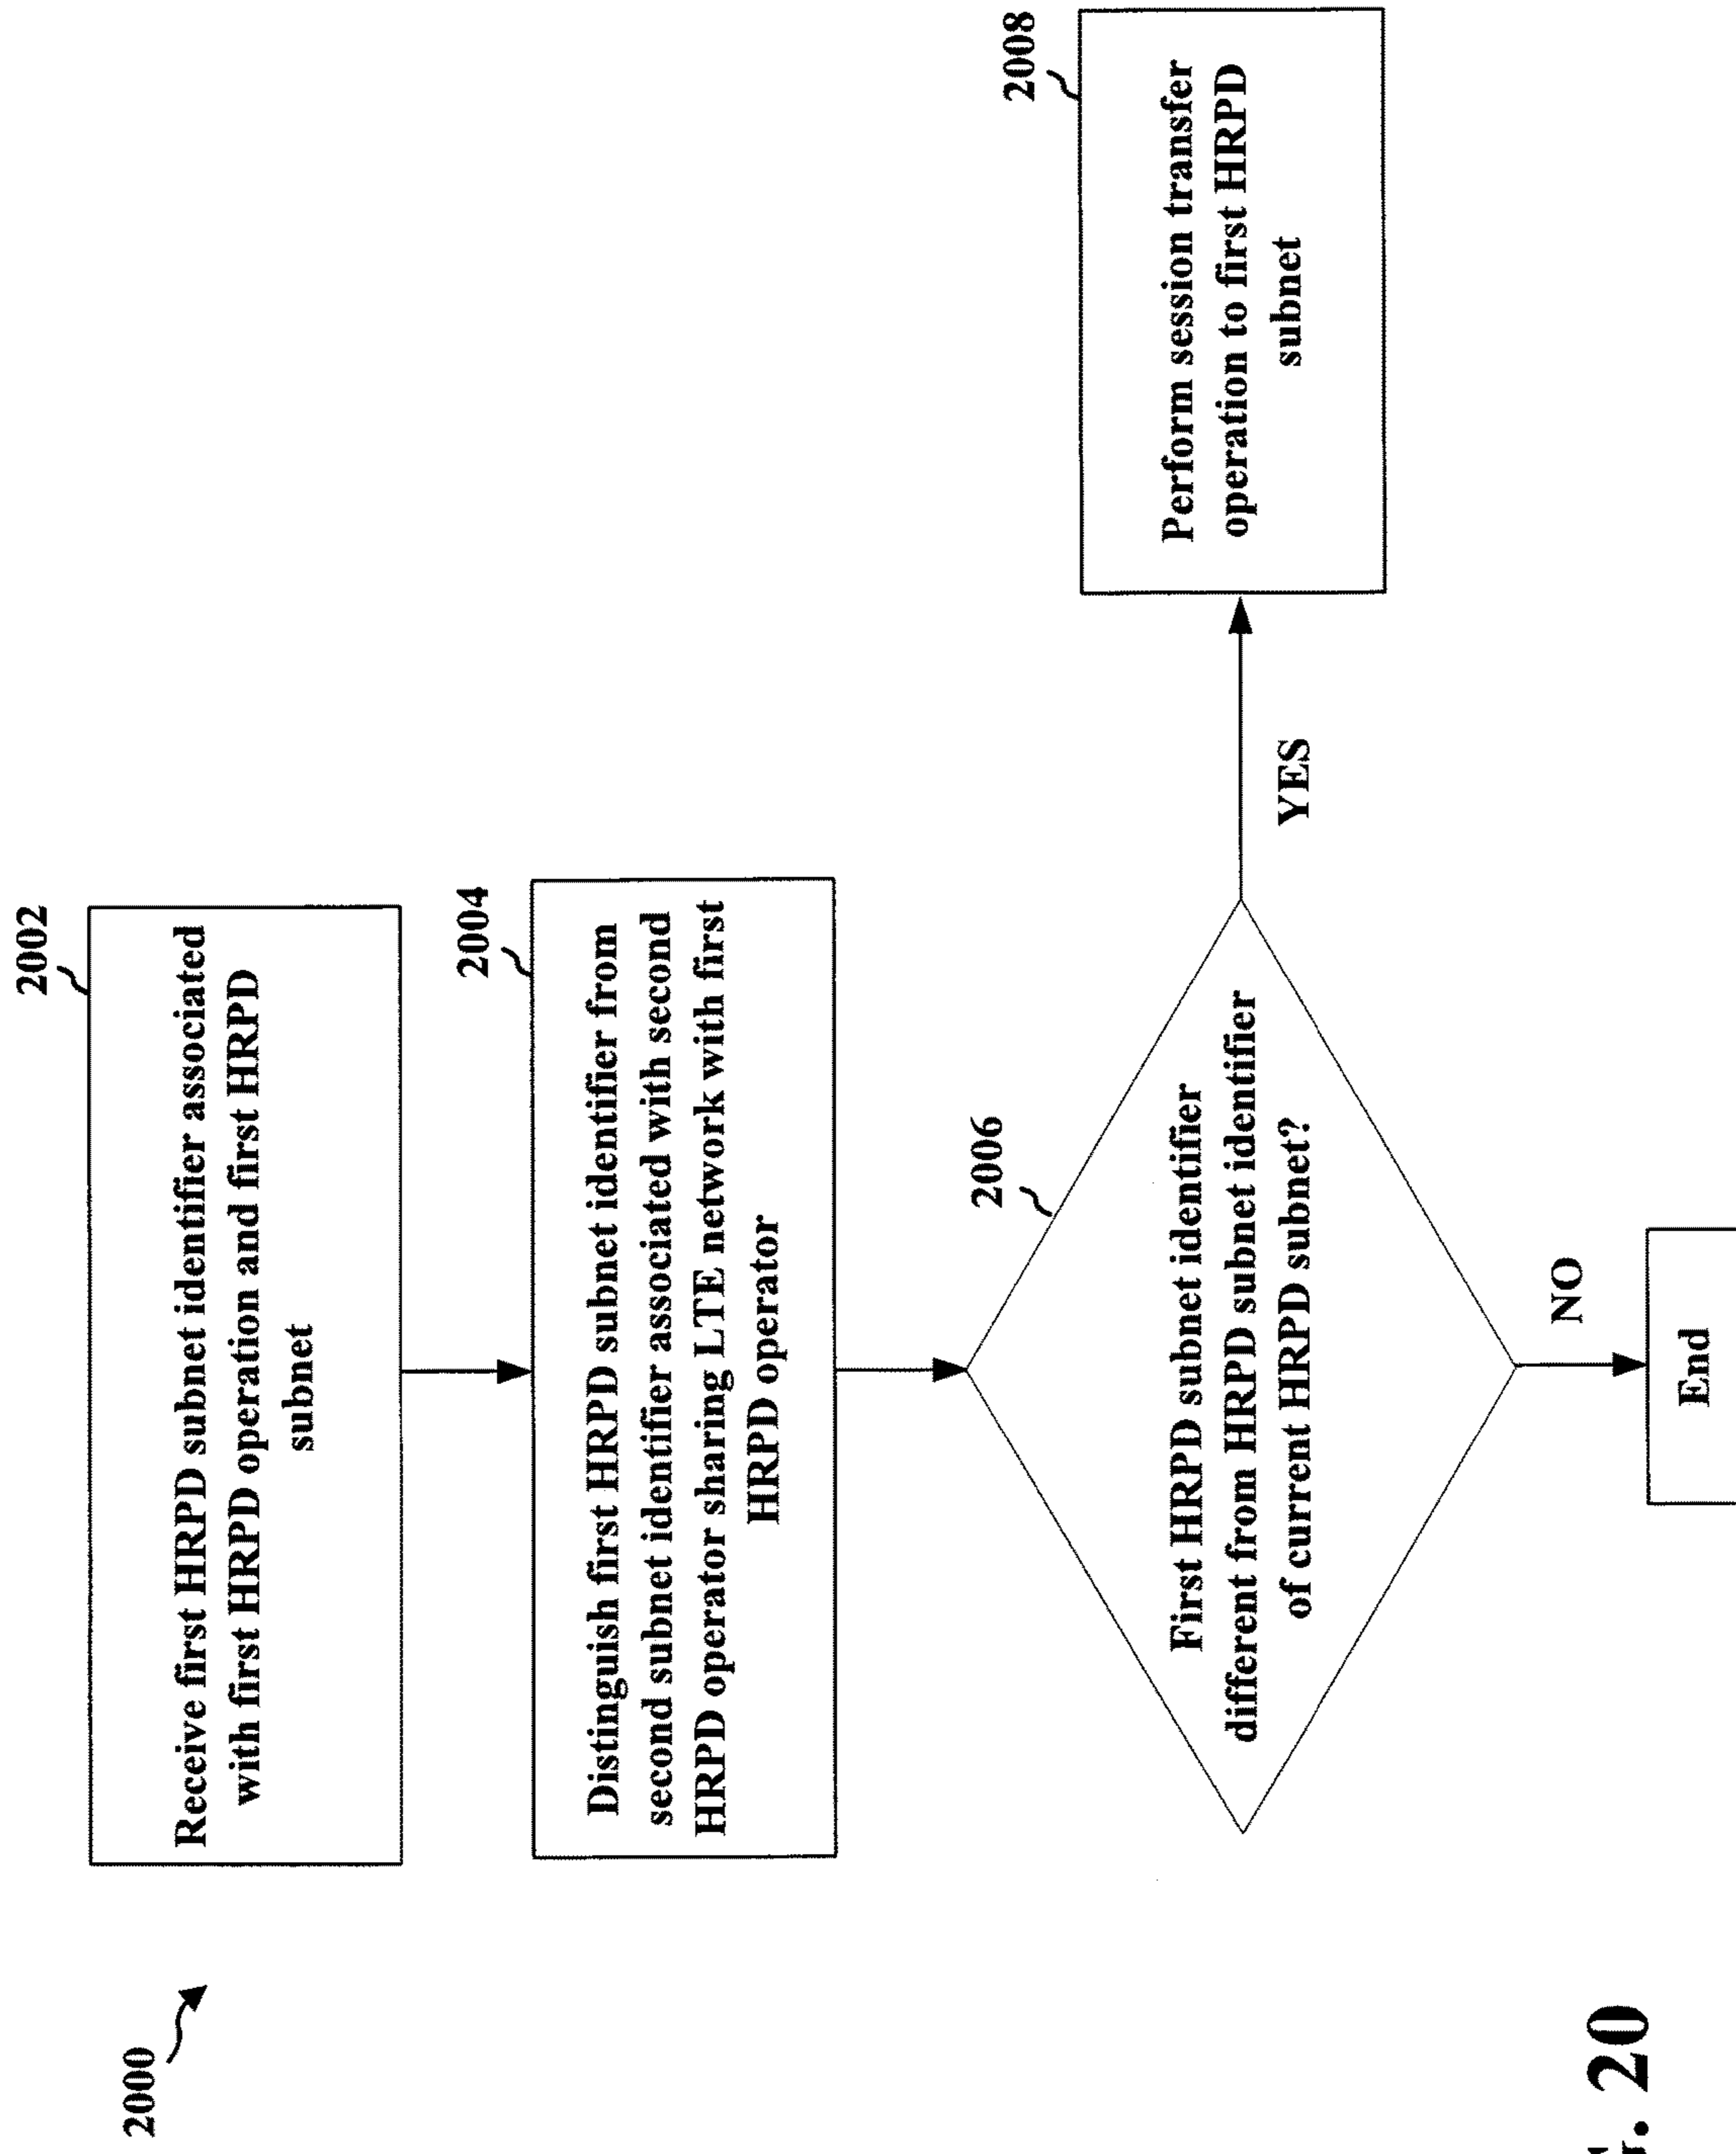 2000
2002
Receive first HRPD subnet identifier associated
with first HRPD operation and first HRPD
subnet
2004
Distinguish first HRPD subnet identifier from
second subnet identifier associated with second
HRPD operator sharing LTE network with first
HRPD operator
2006
First HRPD subnet identifier
different from HRPD subnet identifier
of current HRPD subnet?
YES
2008
Perform session transfer
operation to first HRPD
subnet
NO
End
20